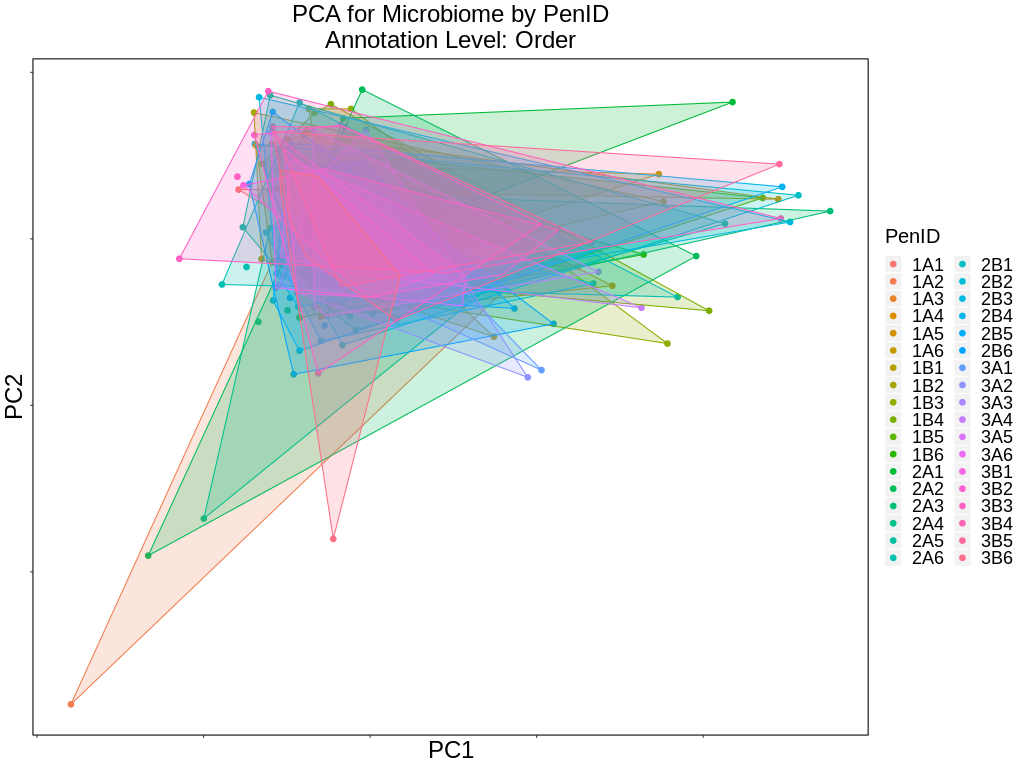 PCA for Microbiome by PenID
Annotation Level: Order
PC2
PC1
PenID
1A1
1A2
1A3
1A4
1A5
1A6
1B1
1B2
1B3
1B4
1B5
1B6
2A1
2A2
2A3
2A4
2A5
2A6
2B1
2B2
2B3
2B4
2B5
2B6
3A1
3A2
3A3
3A4
3A5
3A6
3B1
3B2
3B3
3B4
3B5
3B6